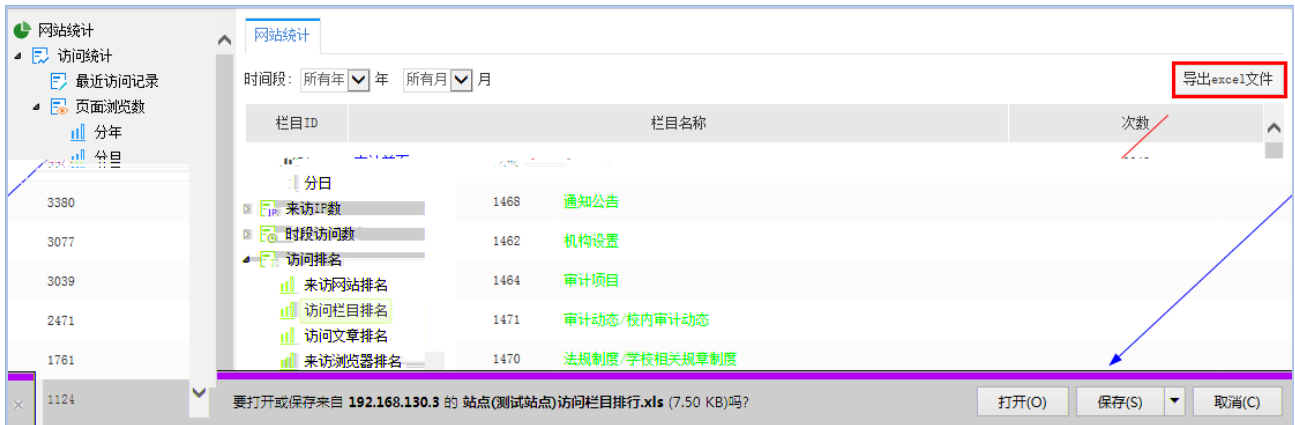 网站统计
访问统计
最近访问记录
页面浏览数
分年
网站统计
时间段: 所有年 年 所有月 月
导出excel文件
栏目ID 栏目名称 次数
分日
来访IP数
时段访问数
访问排名
来访网站排名
访问栏目排名
访问文章排名
来访浏览器排名
3380
3077
3039
2471
1761
1124
1468 通知公告
1462 机构设置
1464 审计项目
1471 审计动态/校内审计动态
1470 法规制度/学校相关规章制度
要打开或保存来自 192.168.130.3 的 站点(测试站点)访问栏目排行.xls (7.50 KB)吗?
打开(O) 保存(S) 取消(C)